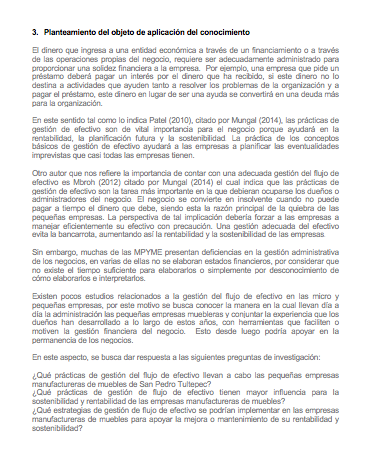 3. Planteamiento del objeto de aplicación del conocimiento
El dinero que ingresa a una entidad económica a través de un financiamiento o a través
de las operaciones propias del negocio, requiere ser adecuadamente administrado para
proporcionar una solidez financiera a la empresa. Por ejemplo, una empresa que pide un
préstamo deberá pagar un interés por el dinero que ha recibido, si este dinero no lo
destina a actividades que ayuden tanto a resolver los problemas de la organización y a
pagar el préstamo, este dinero en lugar de ser una ayuda se convertirá en una deuda más
para la organización.
En este sentido tal como lo indica Patel (2010), citado por Mungal (2014), las prácticas de
gestión de efectivo son de vital importancia para el negocio porque ayudará en la
rentabilidad, la planificación futura y la sostenibilidad La práctica de los conceptos
básicos de gestión de efectivo ayudará a las empresas a planificar las eventualidades
imprevistas que casi todas las empresas tienen.
Otro autor que nos refiere la importancia de contar con una adecuada gestión del flujo de
efectivo es Mbroh (2012) citado por Mungal (2014) el cual indica que las prácticas de
gestión de efectivo son la tarea más importante en la que debieran ocuparse los dueños o
administradores del negocio. El negocio se convierte en insolvente cuando no puede
pagar a tiempo el dinero que debe, siendo esta la razón principal de la quiebra de las
pequeñas empresas. La perspectiva de tal implicación debería forzar a las empresas a
manejar eficientemente su efectivo con precaución. Una gestión adecuada del efectivo
evita la bancarrota, aumentando así la rentabilidad y la sostenibilidad de las empresas.
Sin embargo, muchas de las MPYME presentan deficiencias en la gestión administrativa
de los negocios, en varias de ellas no se elaboran estados financieros, por considerar que
no existe el tiempo suficiente para elaborarlos o simplemente por desconocimiento de
cómo elaborarlos e interpretarlos.
Existen pocos estudios relacionados a la gestión del flujo de efectivo en las micro y
pequeñas empresas, por este motivo se busca conocer la manera en la cual llevan día a
día la administración las pequeñas empresas muebleras y conjuntar la experiencia que los
dueños han desarrollado a lo largo de estos años, con herramientas que faciliten o
motiven la gestión financiera del negocio. Esto desde luego podría apoyar en la
permanencia de los negocios.
En este aspecto, se busca dar respuesta a las siguientes preguntas de investigación:
¿Qué prácticas de gestión del flujo de efectivo llevan a cabo las pequeñas empresas
manufactureras de muebles de San Pedro Tultepec?
¿Qué prácticas de gestión de flujo de efectivo tienen mayor influencia para la
sostenibilidad y rentabilidad de las empresas manufactureras de muebles?
¿Qué estrategias de gestión de flujo de efectivo se podrían implementar en las empresas
manufactureras de muebles para apoyar la mejora o mantenimiento de su rentabilidad y
sostenibilidad?